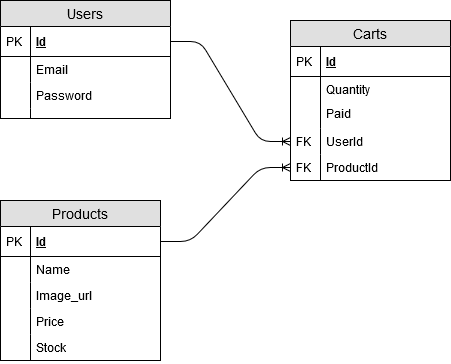 Users
PK Id
Email
Password
Carts
PK Id
Quantity
Paid
FK UserId
FK ProductId
Products
PK Id
Name
Image_url
Price
Stock